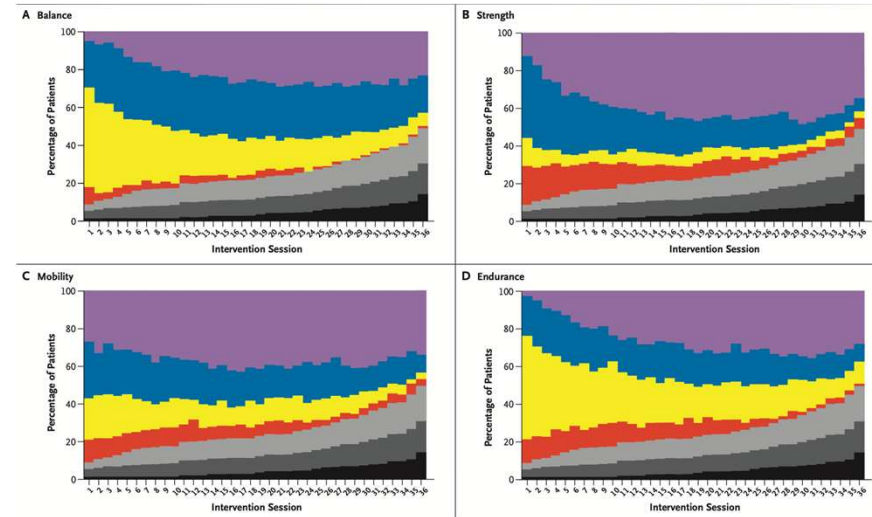 A Balance
100
80
60
40
20
0
Percentage of Patients
1 2 3 4 5 6 7 8 9 10 11 12 13 14 15 16 17 18 19 20 21 22 23 24 25 26 27 28 29 30 31 32 33 34 35 36
Intervention Session
B Strength
100
80
60
40
20
0
Percentage of Patients
1 2 3 4 5 6 7 8 9 10 11 12 13 14 15 16 17 18 19 20 21 22 23 24 25 26 27 28 29 30 31 32 33 34 35 36
Intervention Session
C Mobility
100
80
60
40
20
0
Percentage of Patients
1 2 3 4 5 6 7 8 9 10 11 12 13 14 15 16 17 18 19 20 21 22 23 24 25 26 27 28 29 30 31 32 33 34 35 36
Intervention Session
D Endurance
100
80
60
40
20
0
Percentage of Patients
1 2 3 4 5 6 7 8 9 10 11 12 13 14 15 16 17 18 19 20 21 22 23 24 25 26 27 28 29 30 31 32 33 34 35 36
Intervention Session